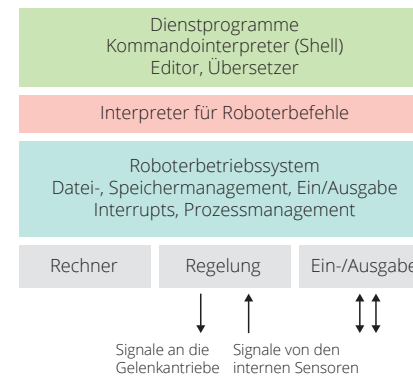 Dienstprogramme
Kommandointerpreter (Shell)
Editor, Übersetzer
Interpreter für Roboterbefehle
Roboterbetriebssystem
Datei-, Speichermanagement, Ein/Ausgabe
Interrupts, Prozessmanagement
Rechner
Regelung
Ein-/Ausgabe
Signale an die
Gelenkantriebe
Signale von den
internen Sensoren